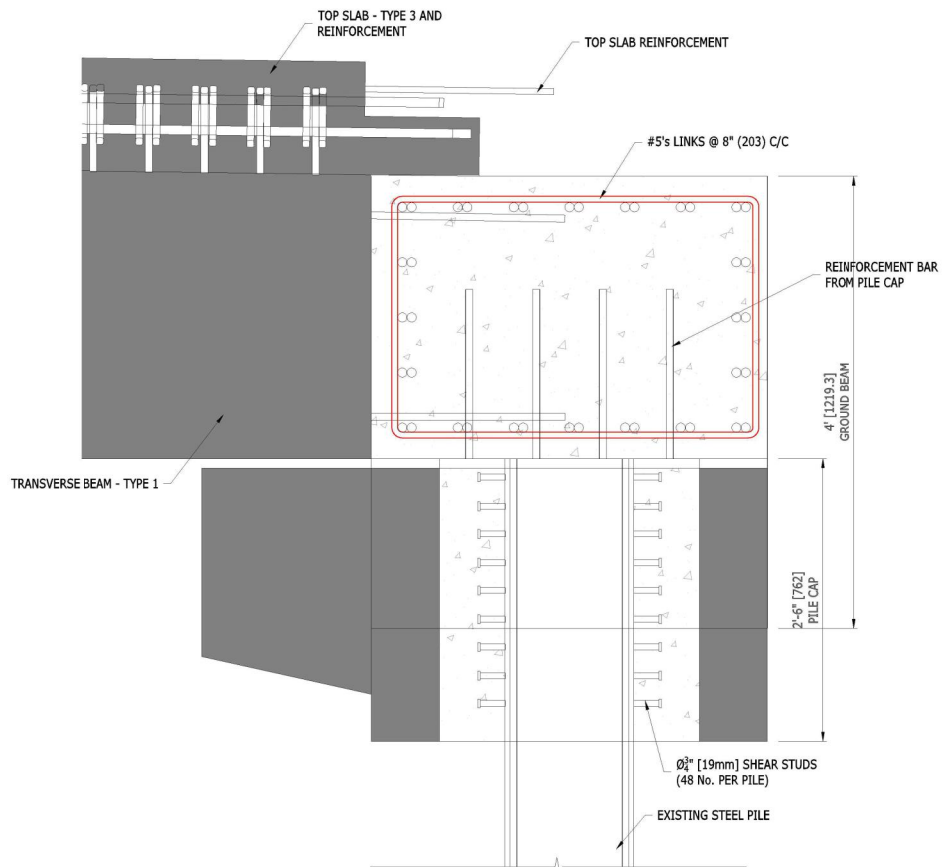 TOP SLAB - TYPE 3 AND
REINFORCEMENT
TOP SLAB REINFORCEMENT
#5's LINKS @ 8" (203) C/C
REINFORCEMENT BAR
FROM PILE CAP
4' [1219.3]
GROUND BEAM
TRANSVERSE BEAM - TYPE 1
2'-6" [762]
PILE CAP
Ø¾" [19mm] SHEAR STUDS
(48 No. PER PILE)
EXISTING STEEL PILE